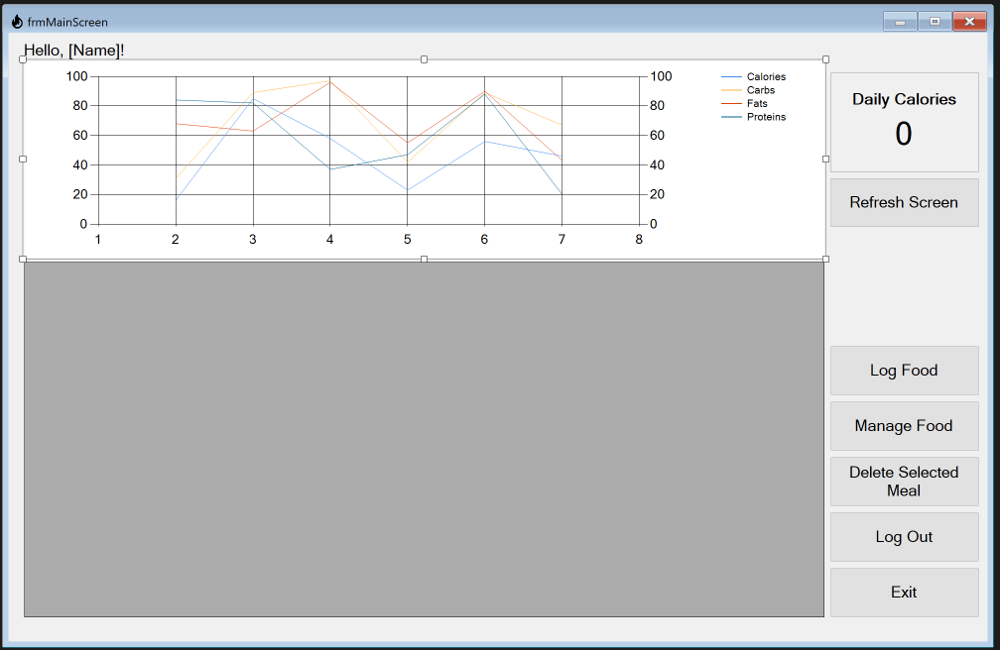 frmMainScreen
Hello, [Name]!
100
80
60
40
20
0
1 2 3 4 5 6 7 8
100
80
60
40
20
0
Calories
Carbs
Fats
Proteins
Daily Calories
0
Refresh Screen
Log Food
Manage Food
Delete Selected
Meal
Log Out
Exit